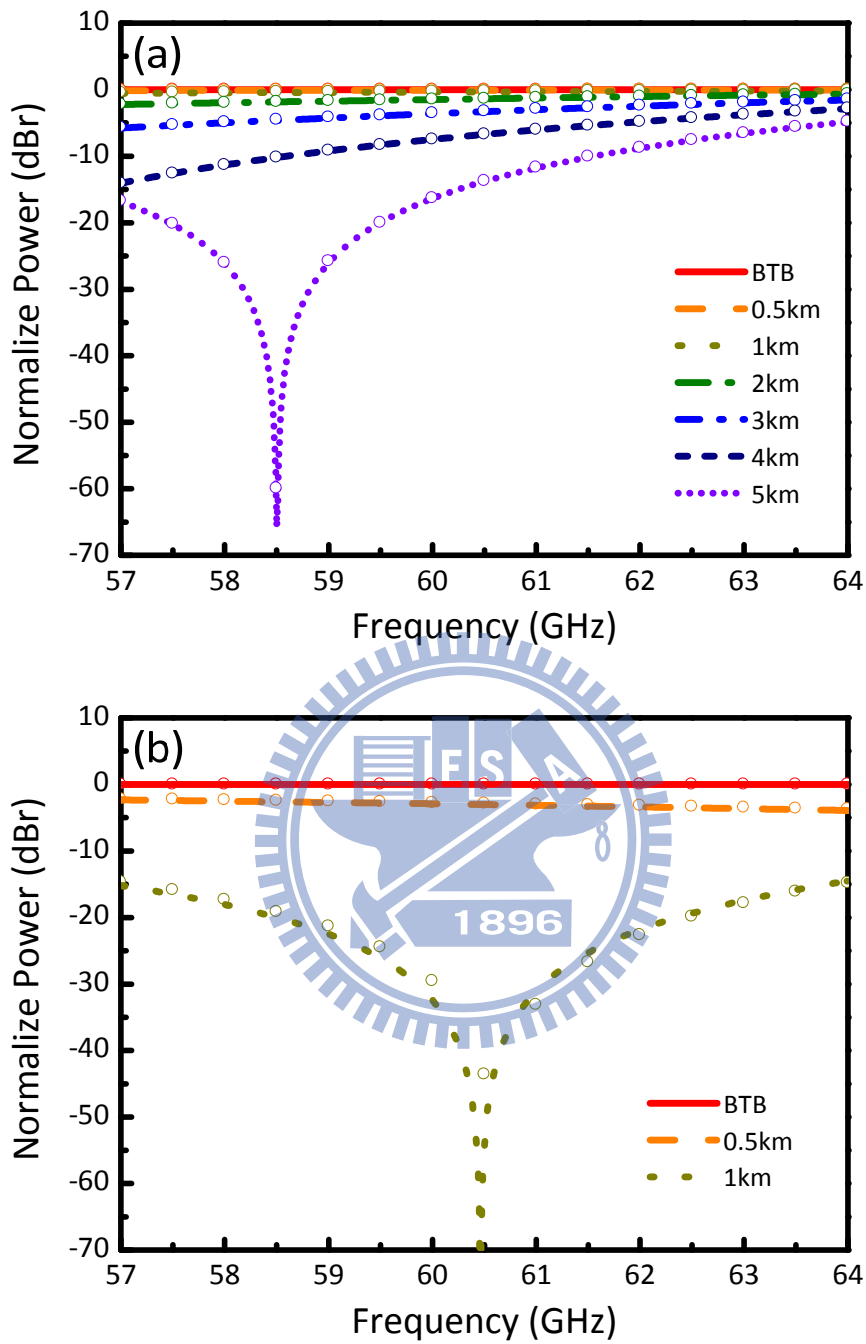 (a)
Normalize Power (dBr)
10
0
-10
-20
-30
-40
-50
-60
-70
BTB
0.5km
1km
2km
3km
4km
5km
57 58 59 60 61 62 63 64
Frequency (GHz)
(b)
Normalize Power (dBr)
10
0
-10
-20
-30
-40
-50
-60
-70
E S A
8
1896
BTB
0.5km
1km
57 58 59 60 61 62 63 64
Frequency (GHz)